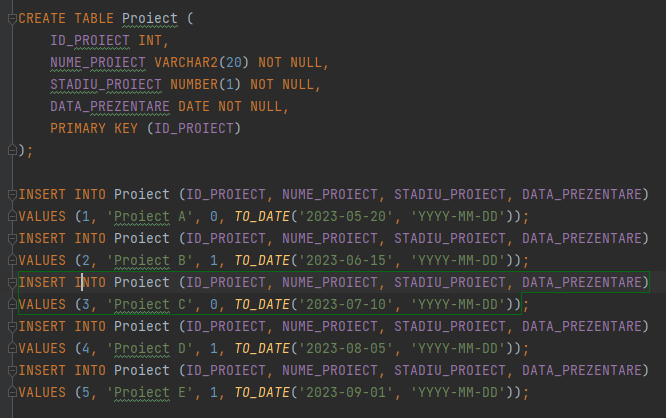 CREATE TABLE Proiect (
ID_PROIECT INT,
NUME_PROIECT VARCHAR2(20) NOT NULL,
STADIU_PROIECT NUMBER(1) NOT NULL,
DATA_PREZENTARE DATE NOT NULL,
PRIMARY KEY (ID_PROIECT)
);
INSERT INTO Proiect (ID_PROIECT, NUME_PROIECT, STADIU_PROIECT, DATA_PREZENTARE)
VALUES (1, 'Proiect A', 0, TO_DATE('2023-05-20', 'YYYY-MM-DD'));
INSERT INTO Proiect (ID_PROIECT, NUME_PROIECT, STADIU_PROIECT, DATA_PREZENTARE)
VALUES (2, 'Proiect B', 1, TO_DATE('2023-06-15', 'YYYY-MM-DD'));
INSERT INTO Proiect (ID_PROIECT, NUME_PROIECT, STADIU_PROIECT, DATA_PREZENTARE)
VALUES (3, 'Proiect C', 0, TO_DATE('2023-07-10', 'YYYY-MM-DD'));
INSERT INTO Proiect (ID_PROIECT, NUME_PROIECT, STADIU_PROIECT, DATA_PREZENTARE)
VALUES (4, 'Proiect D', 1, TO_DATE('2023-08-05', 'YYYY-MM-DD'));
INSERT INTO Proiect (ID_PROIECT, NUME_PROIECT, STADIU_PROIECT, DATA_PREZENTARE)
VALUES (5, 'Proiect E', 1, TO_DATE('2023-09-01', 'YYYY-MM-DD'));